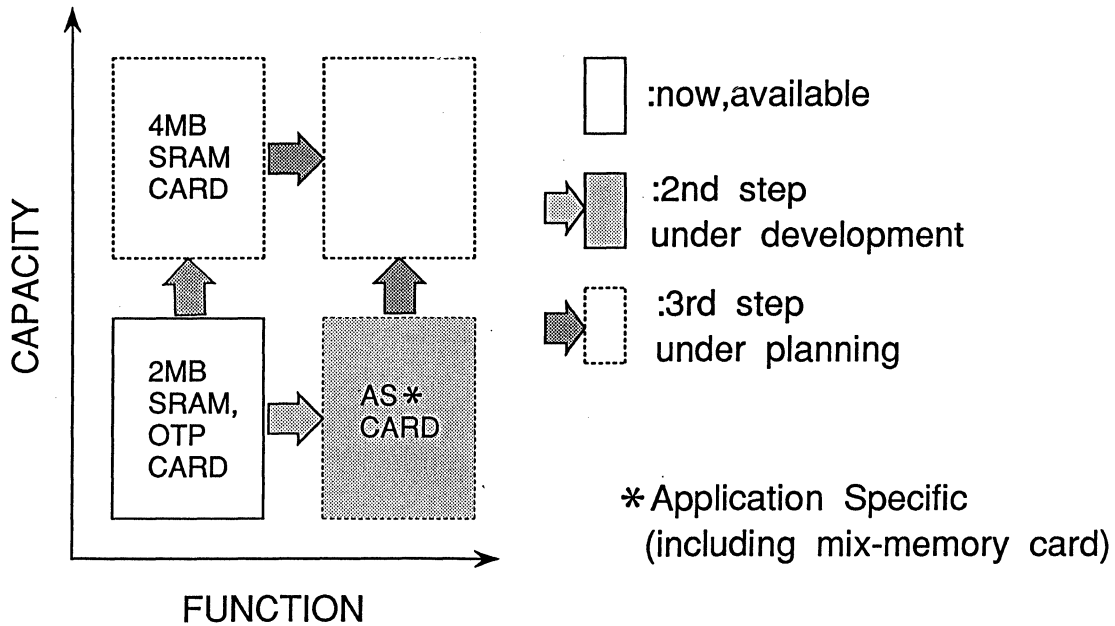 CAPACITY
4MB
SRAM
CARD
2MB
SRAM,
OTP
CARD
AS*
CARD
FUNCTION
:now,available
:2nd step
under development
:3rd step
under planning
*Application Specific
(including mix-memory card)